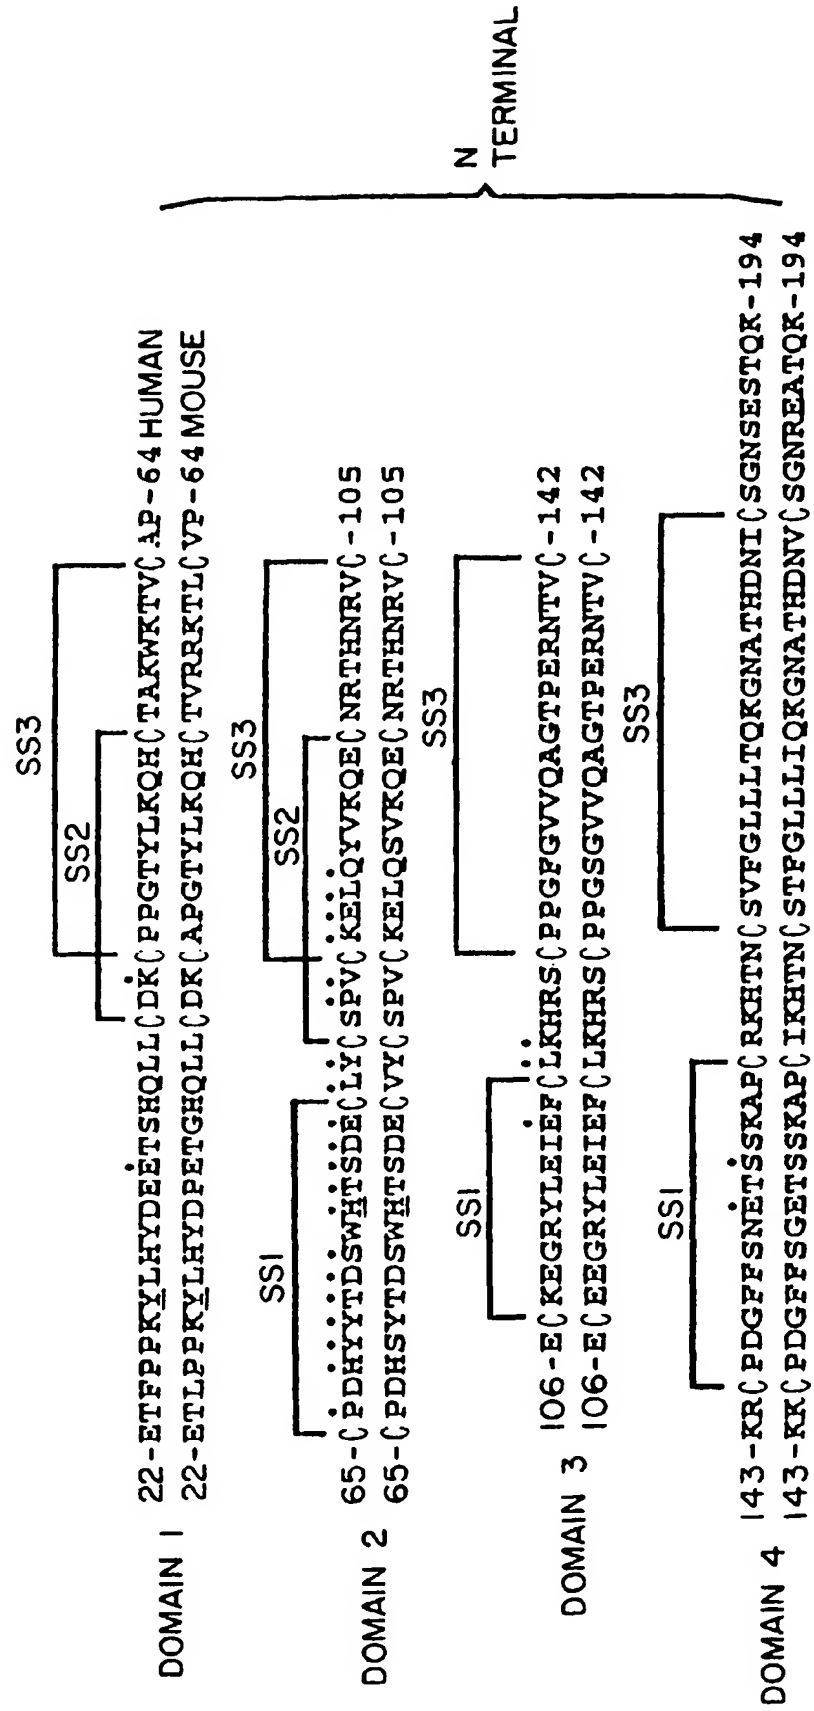 SS3
SS2
DOMAIN 1 22-ETFPPKYLHYDEETSHQLLCDKCPPGTYLKQHCTAKWKTVCAP-64 HUMAN
22-ETLPPKYLHYDPETGHQLLCDKCAPGTYLKQHCTVRRKTLCVP-64 MOUSE
SS3
SS1
SS2
DOMAIN 2 65-CPDHYYTDSWHTSDECLYCSPVCKELQYVKQECNRTHNRVC-105
65-CPDHSYTDSWHTSDECVYCSPVCKELQSVKQECNRTHNRVC-105
SS1
SS3
DOMAIN 3 106-ECKEGRYLEIEFCLKHRSCPPGFGVVQAGTPERNTVC-142
106-ECEEGRYLEIEFCLKHRSCPPGSGVVQAGTPERNTVC-142
SS1
SS3
DOMAIN 4 143-KRCPDGFFSNETSSKAPCRKHTNCSVFGLLLTQKGNATHDNICSGNSESTQK-194
143-KKCPDGFFSGETSSKAPCIKHTNCSTFGLLLIQKGNATHDNVCSGNREATQK-194
N
TERMINAL